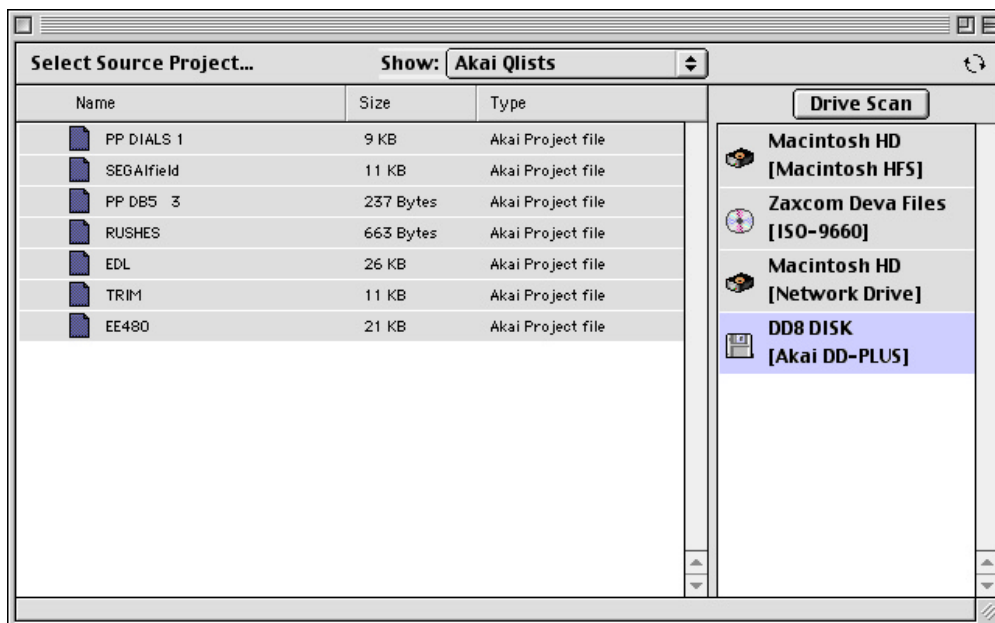 Select Source Project... Show: Akai Qlists
Name Size Type
PP DIALS 1 9 KB Akai Project file
SEGAIfield 11 KB Akai Project file
PP DB5 3 237 Bytes Akai Project file
RUSHES 663 Bytes Akai Project file
EDL 26 KB Akai Project file
TRIM 11 KB Akai Project file
EE480 21 KB Akai Project file
Drive Scan
Macintosh HD
[Macintosh HFS]
Zaxcom Deva Files
[ISO-9660]
Macintosh HD
[Network Drive]
DD8 DISK
[Akai DD-PLUS]